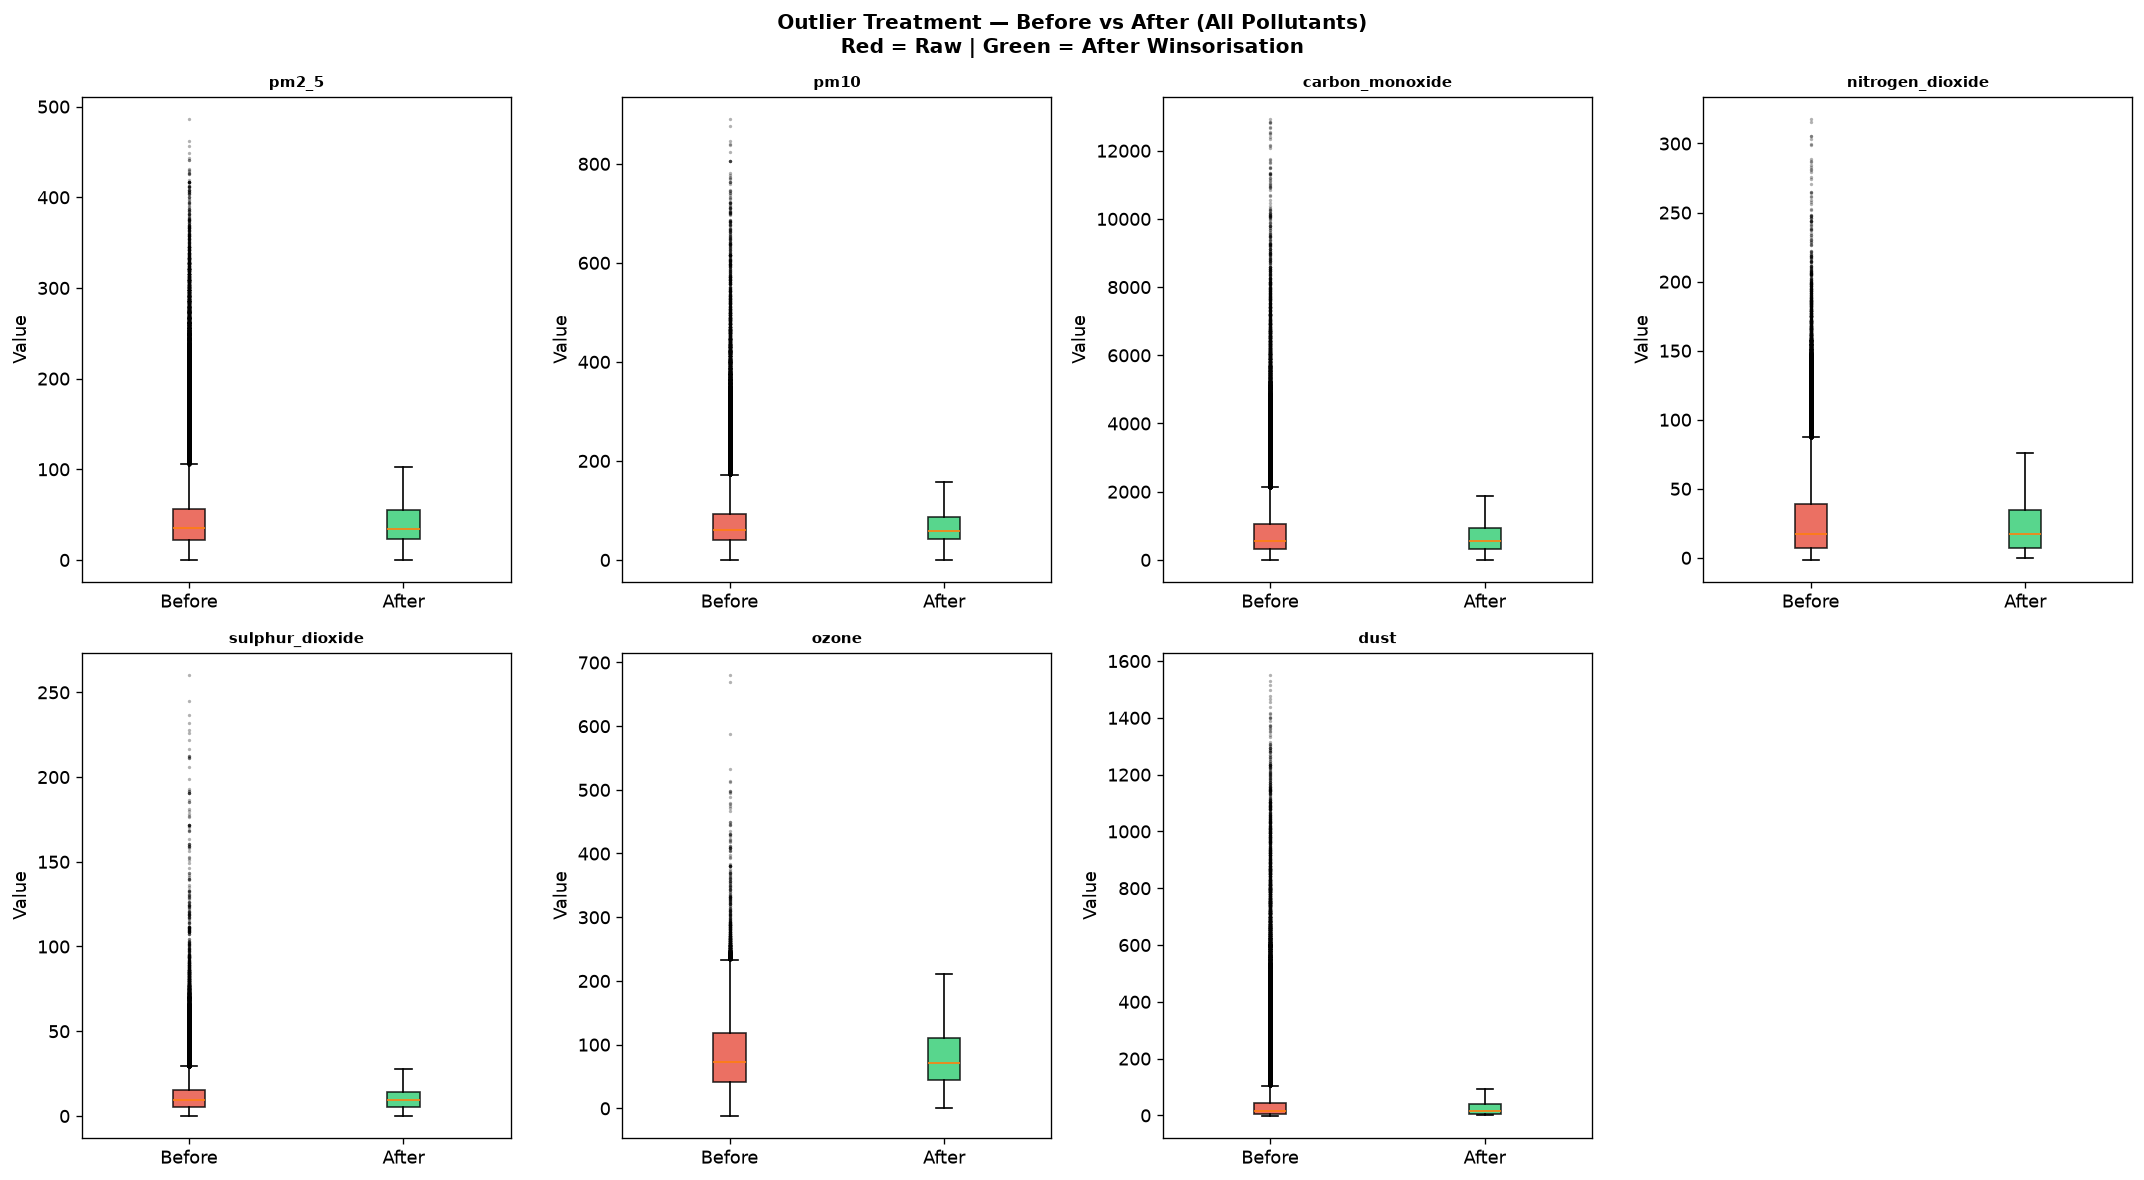 Outlier Treatment — Before vs After (All Pollutants)
Red = Raw | Green = After Winsorisation
pm2_5
500
400
300
200
100
0
Value
Before After
pm10
800
600
400
200
0
Value
Before After
carbon_monoxide
12000
10000
8000
6000
4000
2000
0
Value
Before After
nitrogen_dioxide
300
250
200
150
100
50
0
Value
Before After
sulphur_dioxide
250
200
150
100
50
0
Value
Before After
ozone
700
600
500
400
300
200
100
0
Value
Before After
dust
1600
1400
1200
1000
800
600
400
200
0
Value
Before After